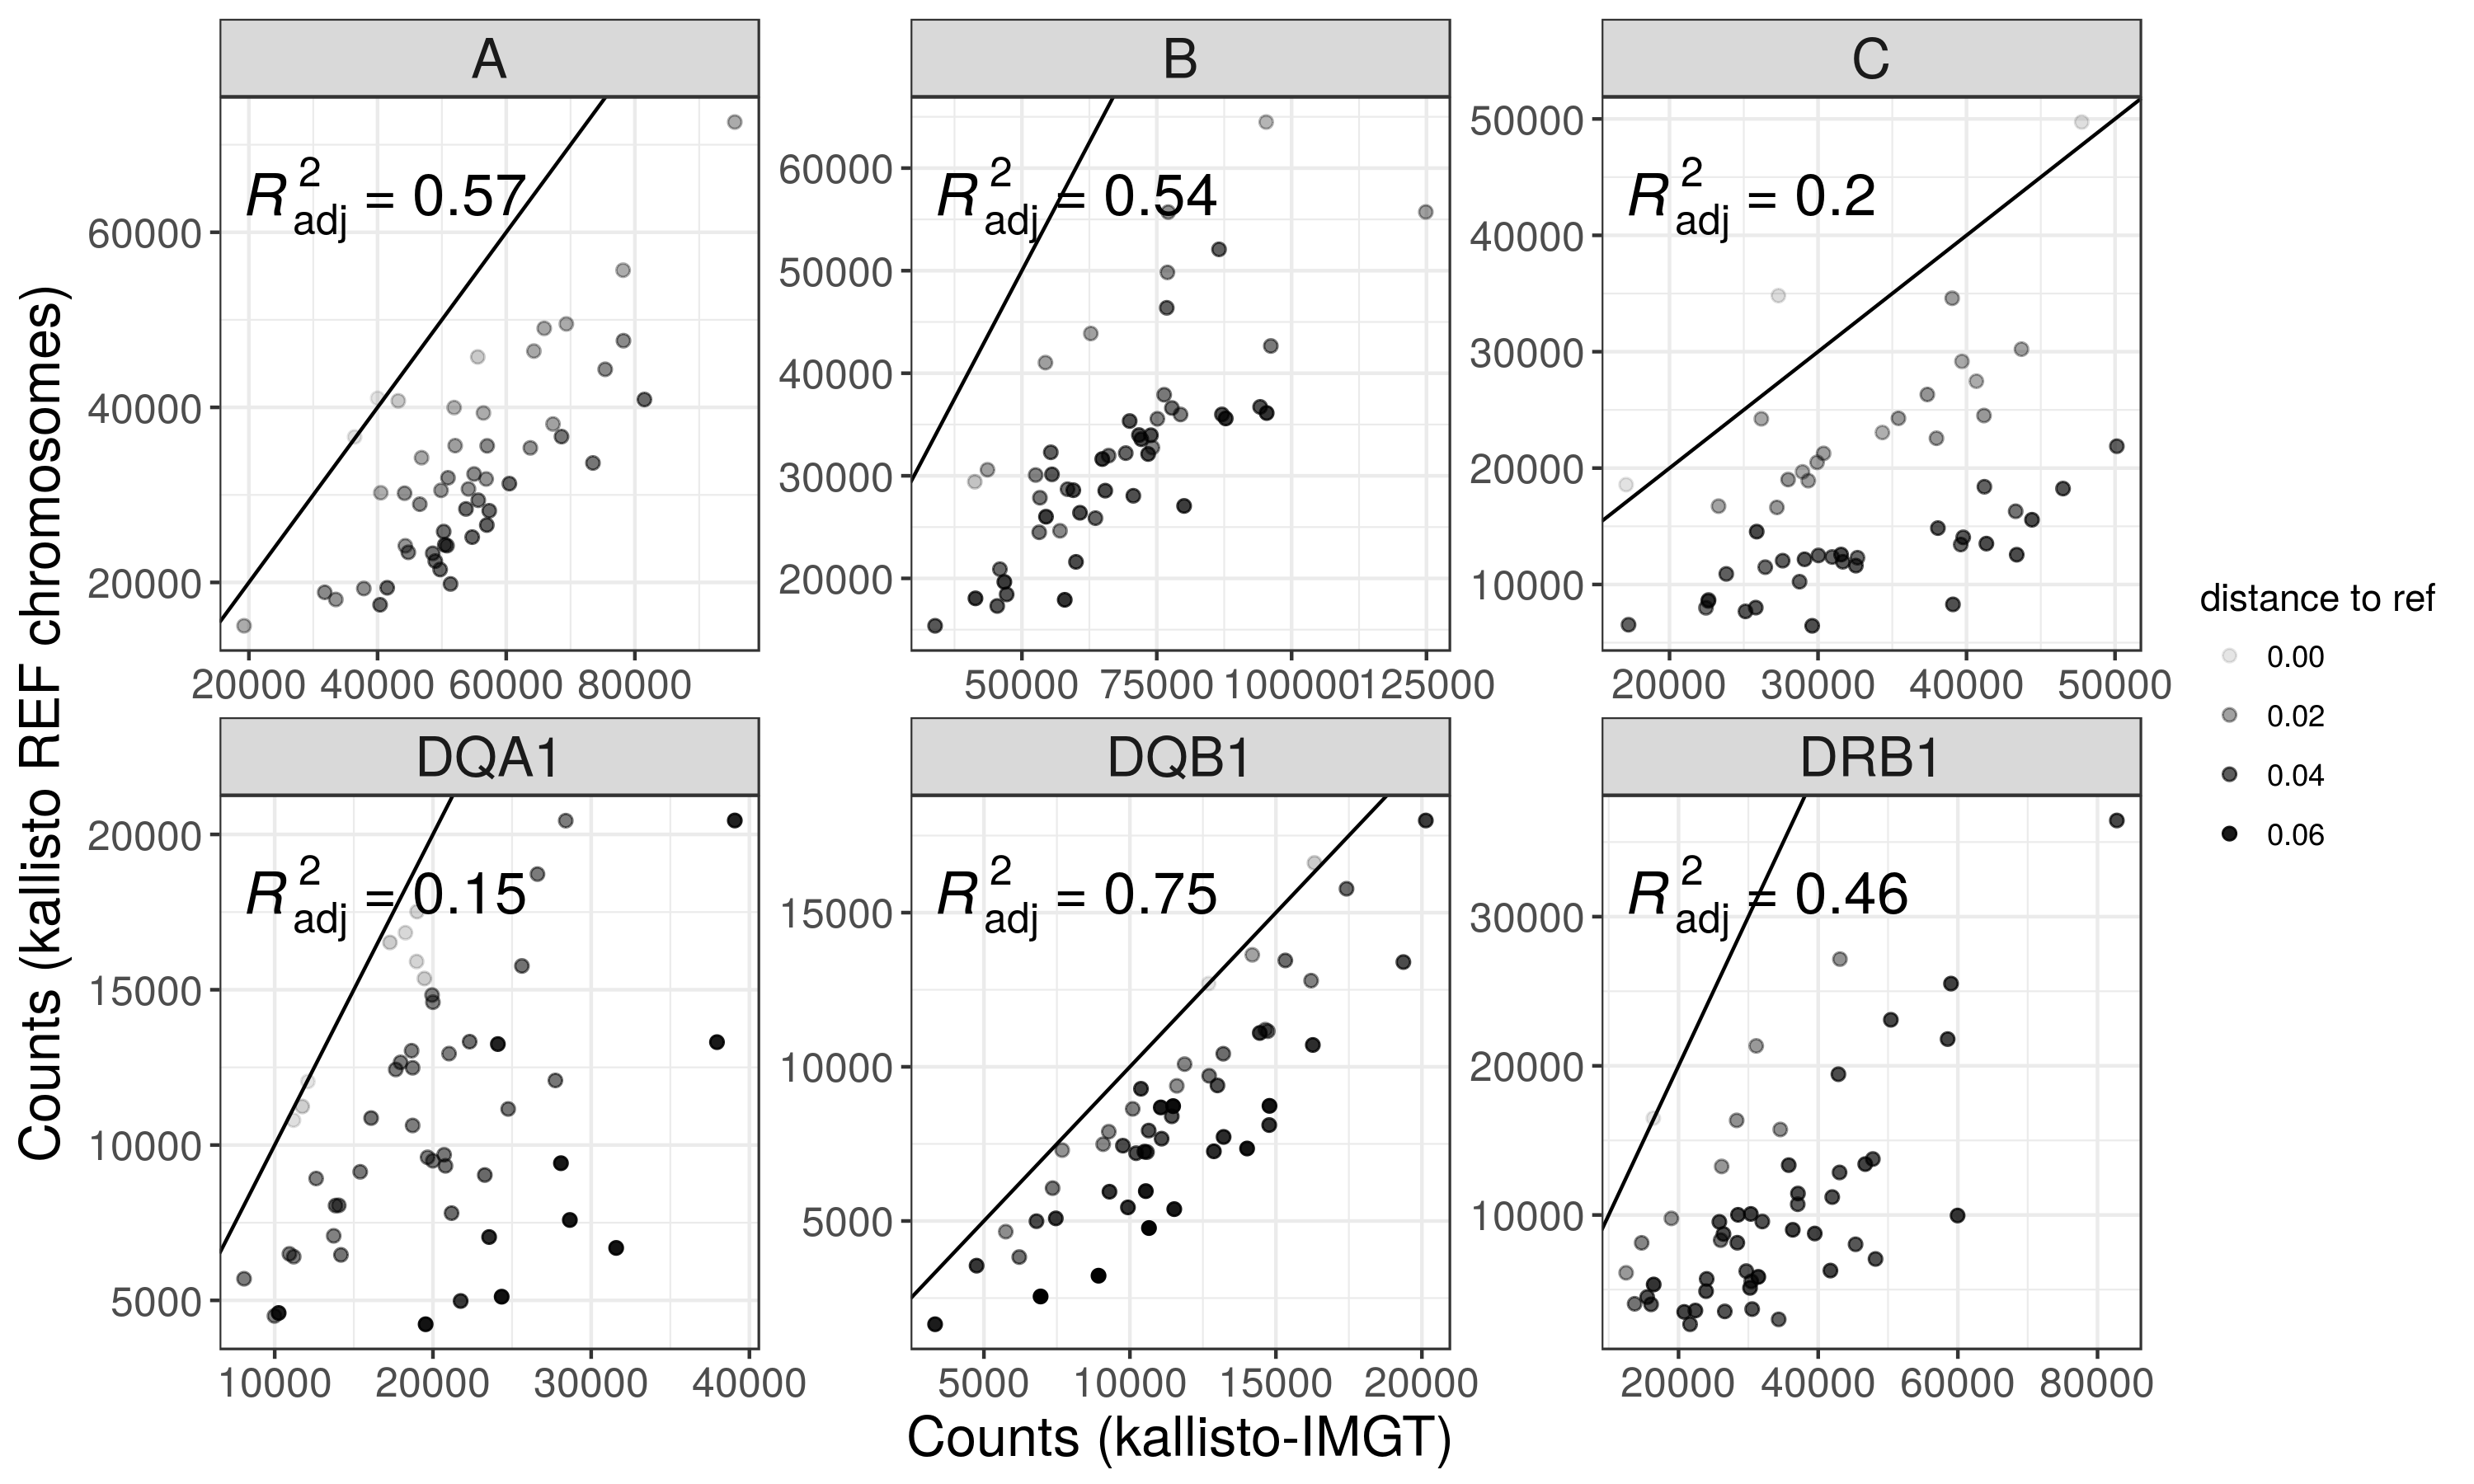 A
B
C
R²adj = 0.57
R²adj = 0.54
R²adj = 0.2
60000
40000
20000
60000
50000
40000
30000
20000
50000
40000
30000
20000
10000
20000 40000 60000 80000
50000 75000 100000 125000
20000 30000 40000 50000
DQA1
DQB1
DRB1
R²adj = 0.15
R²adj = 0.75
R²adj = 0.46
20000
15000
10000
5000
15000
10000
5000
30000
20000
10000
10000 20000 30000 40000
5000 10000 15000 20000
20000 40000 60000 80000
Counts (kallisto REF chromosomes)
Counts (kallisto-IMGT)
distance to ref
0.00
0.02
0.04
0.06